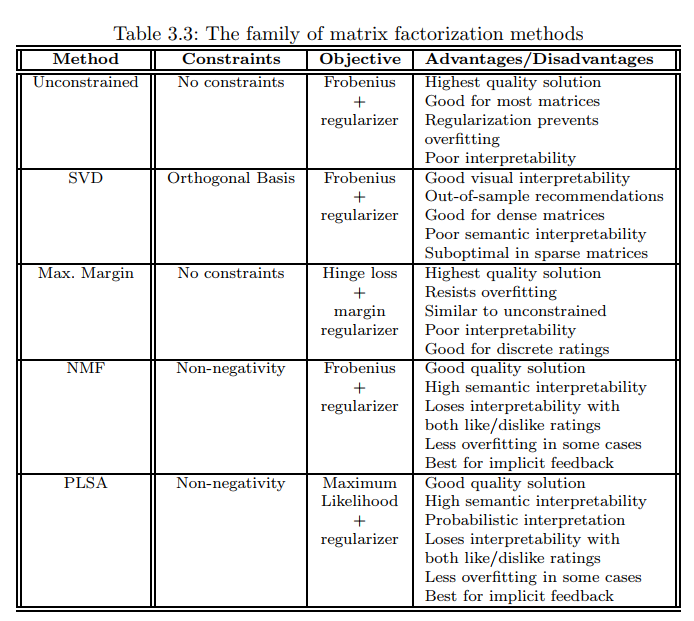 Table 3.3: The family of matrix factorization methods
Method Constraints Objective Advantages/Disadvantages
Unconstrained No constraints Frobenius Highest quality solution
+ Good for most matrices
regularizer Regularization prevents
overfitting
Poor interpretability
SVD Orthogonal Basis Frobenius Good visual interpretability
+ Out-of-sample recommendations
regularizer Good for dense matrices
Poor semantic interpretability
Suboptimal in sparse matrices
Max. Margin No constraints Hinge loss Highest quality solution
+ Resists overfitting
margin Similar to unconstrained
regularizer Poor interpretability
Good for discrete ratings
NMF Non-negativity Frobenius Good quality solution
+ High semantic interpretability
regularizer Loses interpretability with
both like/dislike ratings
Less overfitting in some cases
Best for implicit feedback
PLSA Non-negativity Maximum Good quality solution
Likelihood High semantic interpretability
+ Probabilistic interpretation
regularizer Loses interpretability with
both like/dislike ratings
Less overfitting in some cases
Best for implicit feedback